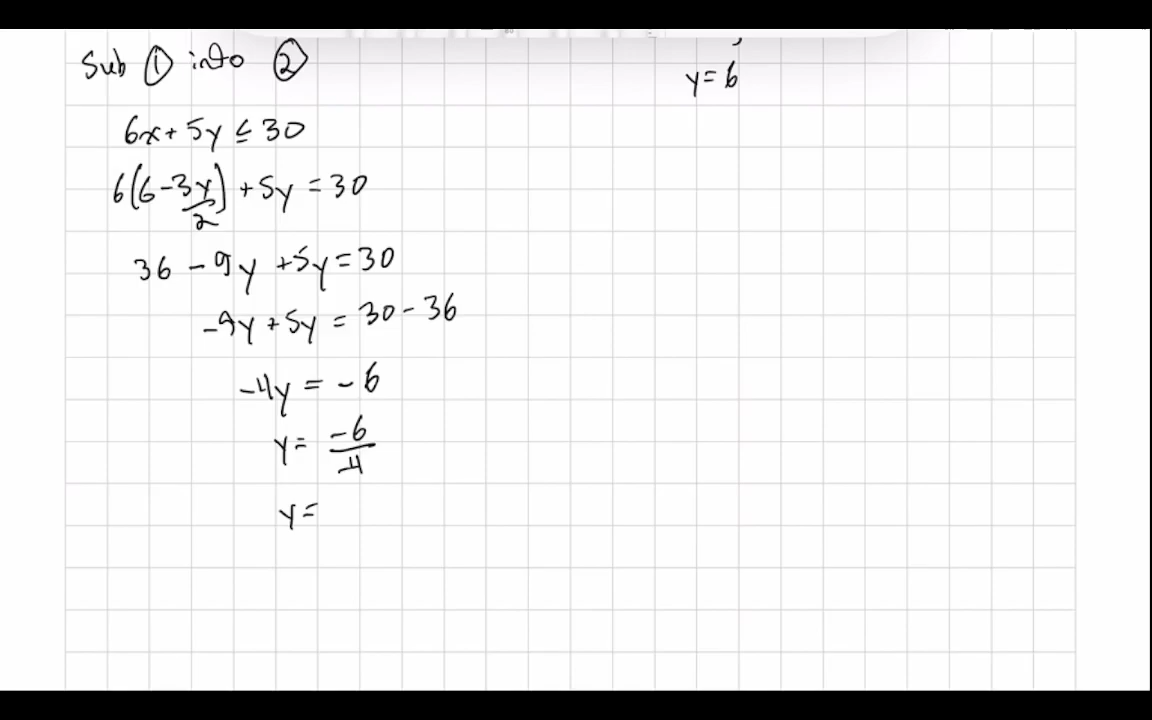 Sub ① into ②
y = 6
6x + 5y ≤ 30
6(6 - 3y/2) + 5y = 30
36 - 9y + 5y = 30
-9y + 5y = 30 - 36
-4y = -6
y = -6/-4
y =